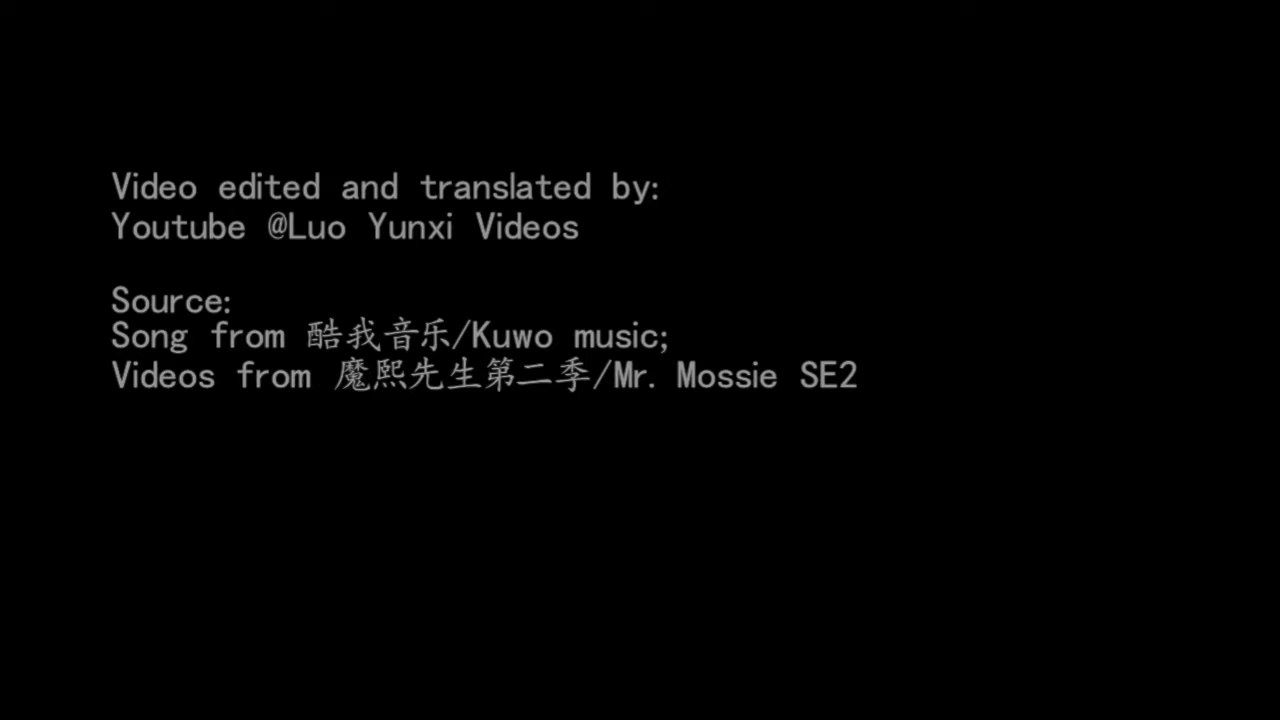 Video edited and translated by:
Youtube @Luo Yunxi Videos
Source:
Song from 酷我音乐/Kuwo music;
Videos from 魔熙先生第二季/Mr. Mossie SE2